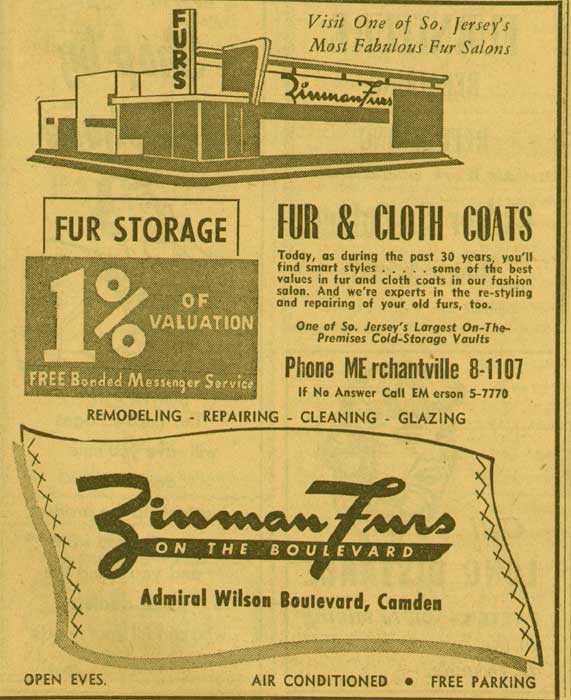 Visit One of So. Jersey's
Most Fabulous Fur Salons
FURS
Zinman Furs
FUR STORAGE
1% OF
VALUATION
FREE Bonded Messenger Service
FUR & CLOTH COATS
Today, as during the past 30 years, you'll
find smart styles . . . . . some of the best
values in fur and cloth coats in our fashion
salon. And we're experts in the re-styling
and repairing of your old furs, too.
One of So. Jersey's Largest On-The-
Premises Cold-Storage Vaults
Phone ME rchantville 8-1107
If No Answer Call EM erson 5-7770
REMODELING - REPAIRING - CLEANING - GLAZING
Zinman Furs
ON THE BOULEVARD
Admiral Wilson Boulevard, Camden
OPEN EVES. AIR CONDITIONED • FREE PARKING